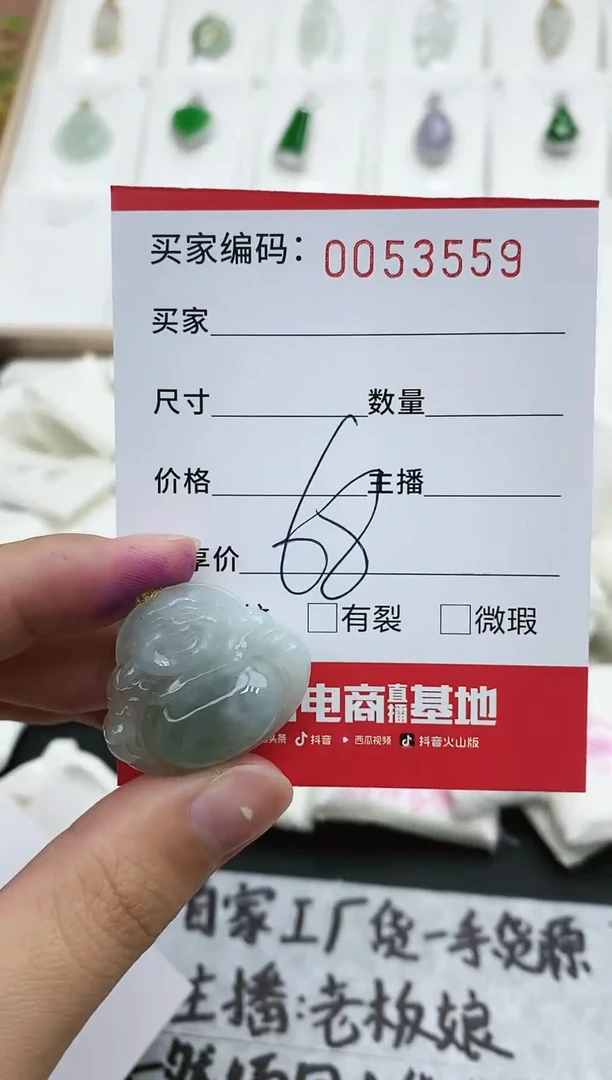 买家编码：0053559
买家
尺寸 数量
价格 主播
享价 68
有裂 微瑕
电商直播基地
头条 抖音 西瓜视频 抖音火山版
自家工厂货一手货源
主播:老板娘